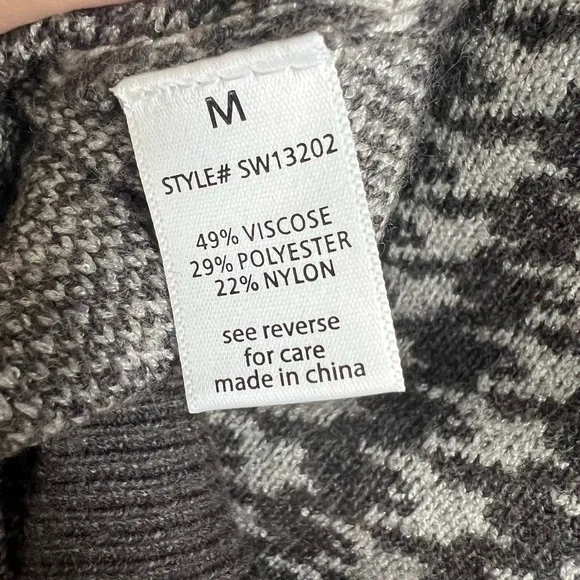 M
STYLE# SW13202
49% VISCOSE
29% POLYESTER
22% NYLON
see reverse
for care
made in china